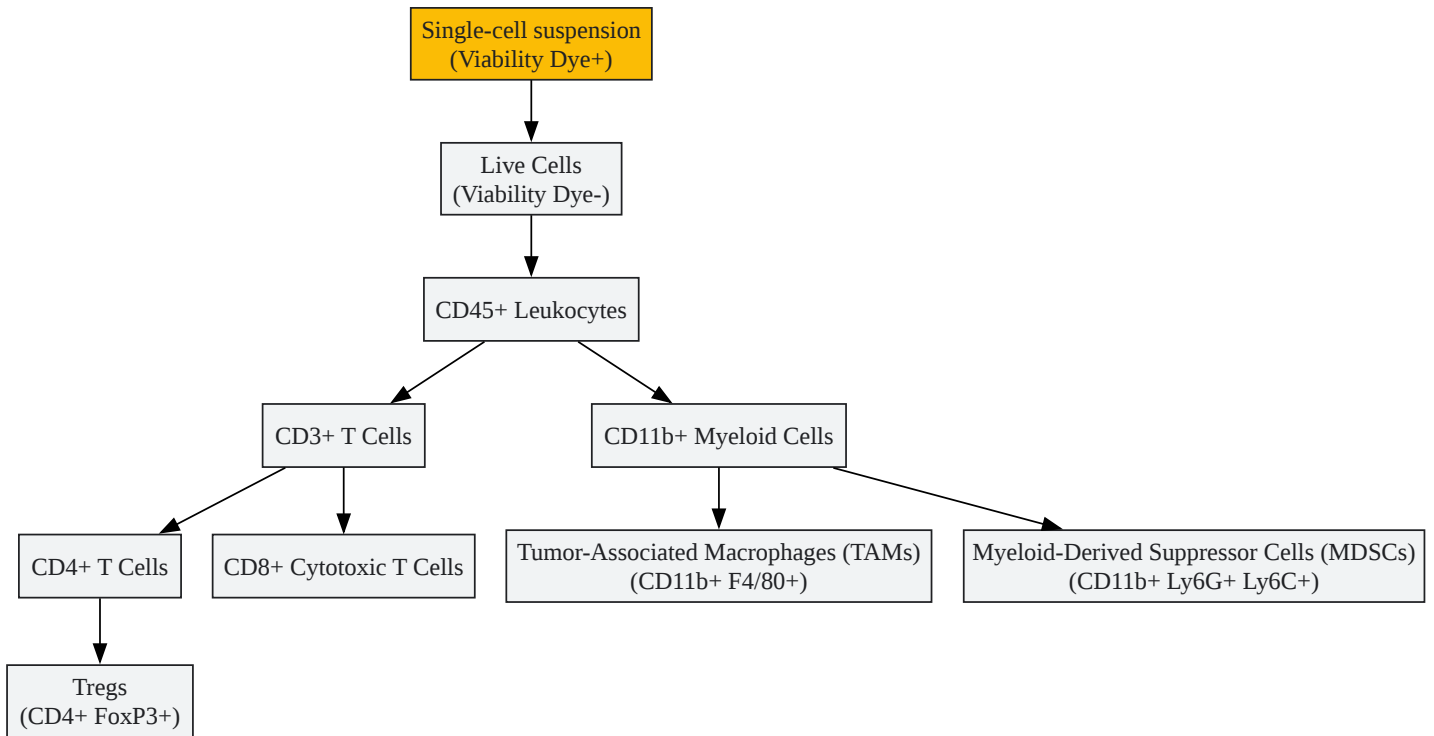 Single-cell suspension
(Viability Dye+)
Live Cells
(Viability Dye-)
CD45+ Leukocytes
CD3+ T Cells
CD11b+ Myeloid Cells
CD4+ T Cells
CD8+ Cytotoxic T Cells
Tumor-Associated Macrophages (TAMs)
(CD11b+ F4/80+)
Myeloid-Derived Suppressor Cells (MDSCs)
(CD11b+ Ly6G+ Ly6C+)
Tregs
(CD4+ FoxP3+)